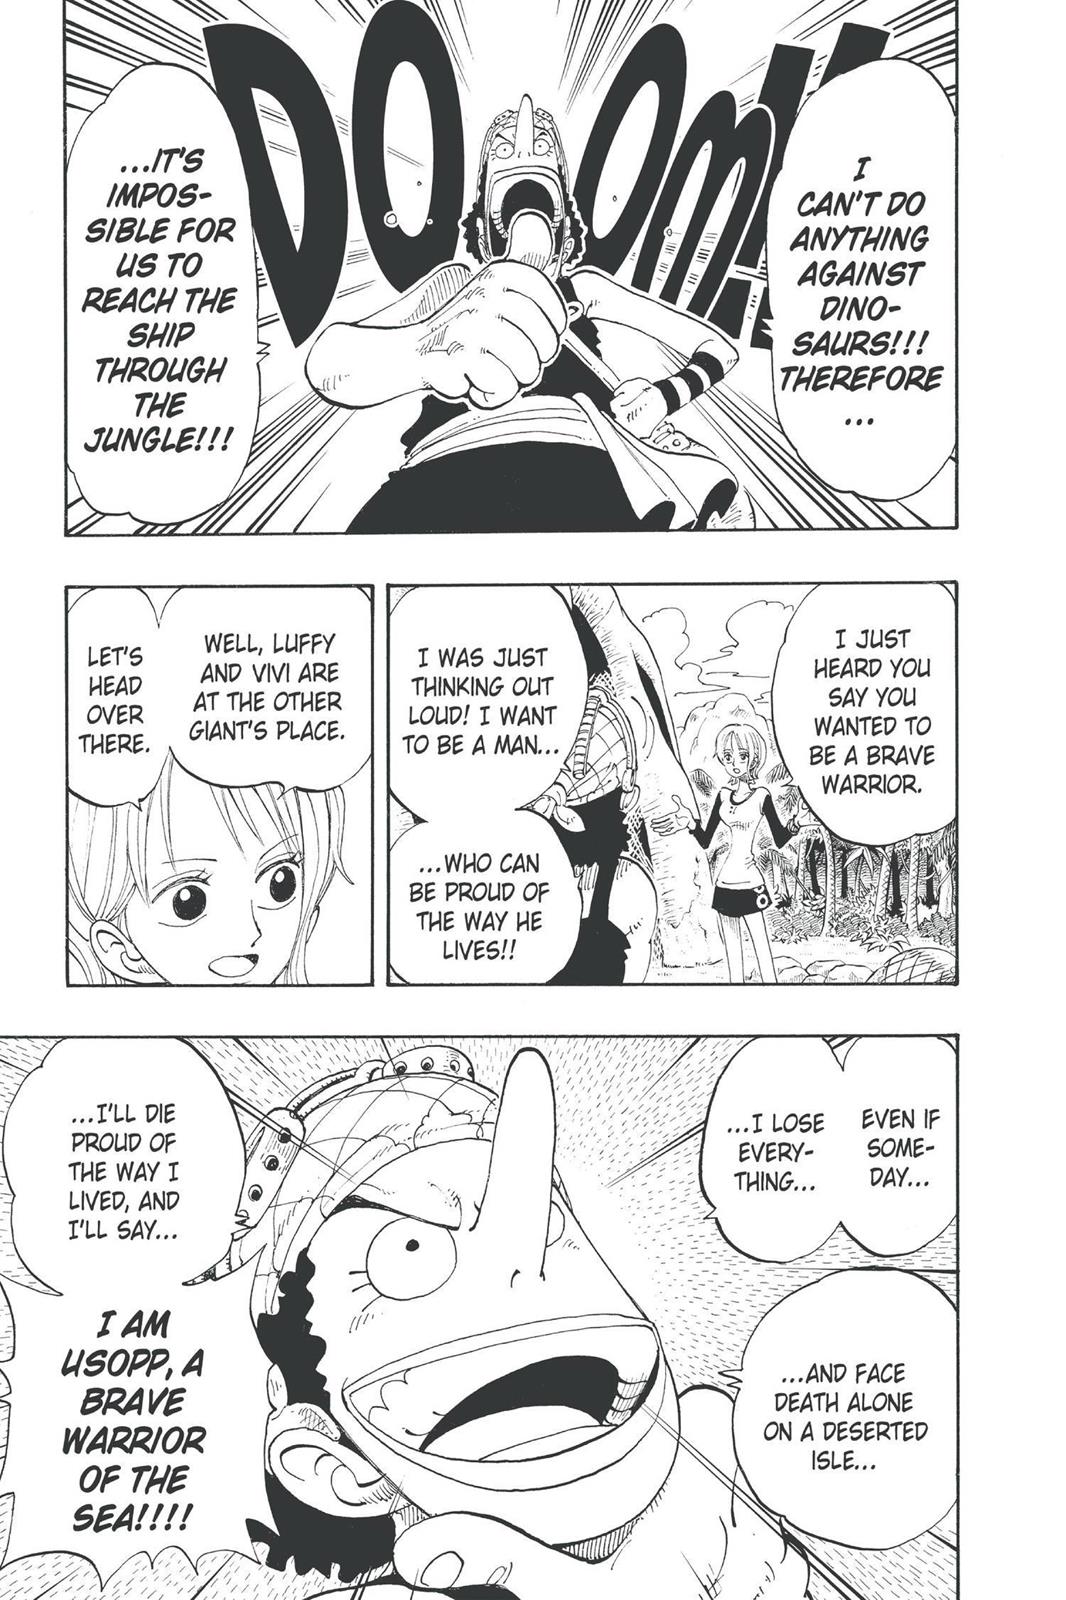 DOOM!!
I
CAN'T DO
ANYTHING
AGAINST
DINO-
SAURS!!!
THEREFORE
...
...IT'S
IMPOS-
SIBLE FOR
US TO
REACH THE
SHIP
THROUGH
THE
JUNGLE!!!
I JUST
HEARD YOU
SAY YOU
WANTED TO
BE A BRAVE
WARRIOR.
I WAS JUST
THINKING OUT
LOUD! I WANT
TO BE A MAN...
...WHO CAN
BE PROUD OF
THE WAY HE
LIVES!!
WELL, LUFFY
AND VIVI ARE
AT THE OTHER
GIANT'S PLACE.
LET'S
HEAD
OVER
THERE.
EVEN IF
SOME-
DAY...
...I LOSE
EVERY-
THING...
...AND FACE
DEATH ALONE
ON A DESERTED
ISLE...
...I'LL DIE
PROUD OF
THE WAY I
LIVED, AND
I'LL SAY...
I AM
USOPP, A
BRAVE
WARRIOR
OF THE
SEA!!!!